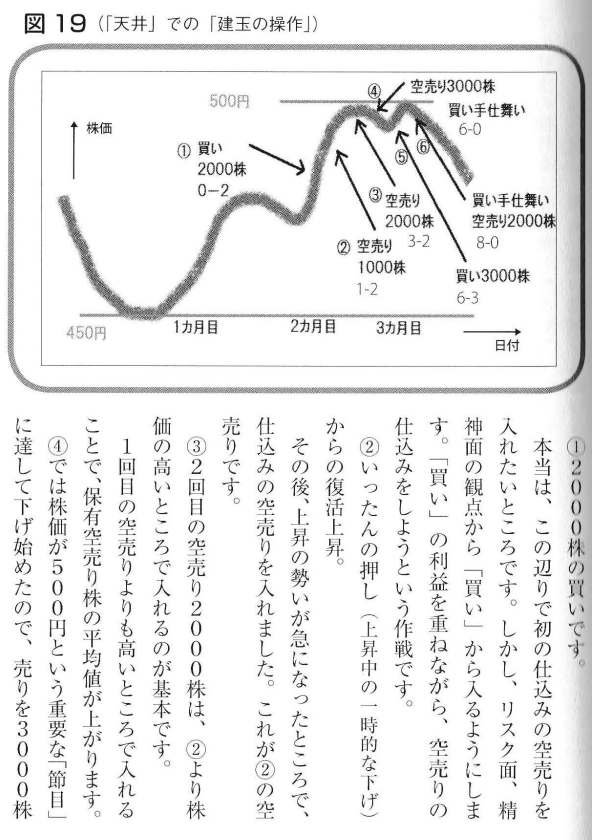 図 19（「天井」での「建玉の操作」）
500円
株価
① 買い
2000株
0－2
④
空売り3000株
買い手仕舞い
6-0
⑤
⑥
③ 空売り
2000株
3-2
買い手仕舞い
空売り2000株
8-0
② 空売り
1000株
1-2
買い3000株
6-3
450円
1カ月目
2カ月目
3カ月目
日付
①２０００株の買いです。
本当は、この辺りで初の仕込みの空売りを
入れたいところです。しかし、リスク面、精
神面の観点から「買い」から入るようにしま
す。「買い」の利益を重ねながら、空売りの
仕込みをしようという作戦です。
②いったんの押し（上昇中の一時的な下げ）
からの復活上昇。
その後、上昇の勢いが急になったところで、
仕込みの空売りを入れました。これが②の空
売りです。
③２回目の空売り２０００株は、②より株
価の高いところで入れるのが基本です。
１回目の空売りよりも高いところで入れる
ことで、保有空売り株の平均値が上がります。
④では株価が５００円という重要な「節目」
に達して下げ始めたので、売りを３０００株